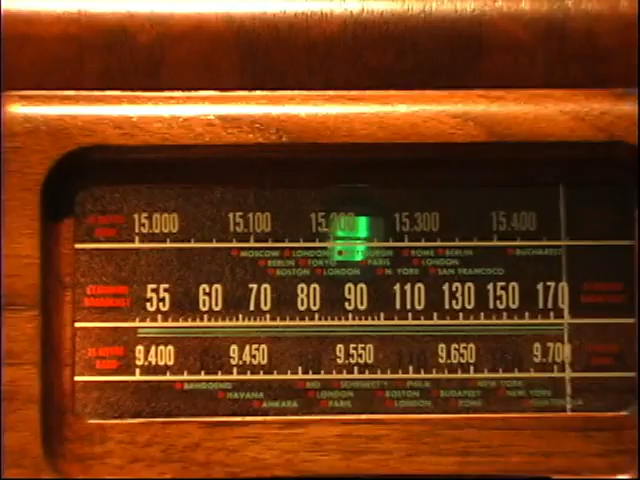 15.000 15.100 15.200 15.300 15.400
MOSCOW LONDON PITTSBURGH ROME BERLIN BUCHAREST
BERLIN TOKYO PARIS LONDON
BOSTON LONDON N. YORK SAN FRANCISCO
STANDARD BROADCAST 55 60 70 80 90 110 130 150 170
9.400 9.450 9.550 9.650 9.700
BANDOENG RIO SCHENECT'Y PHILA NEW YORK
HAVANA LONDON BOSTON BUDAPEST NEW YORK
ANKARA PARIS LONDON ROME